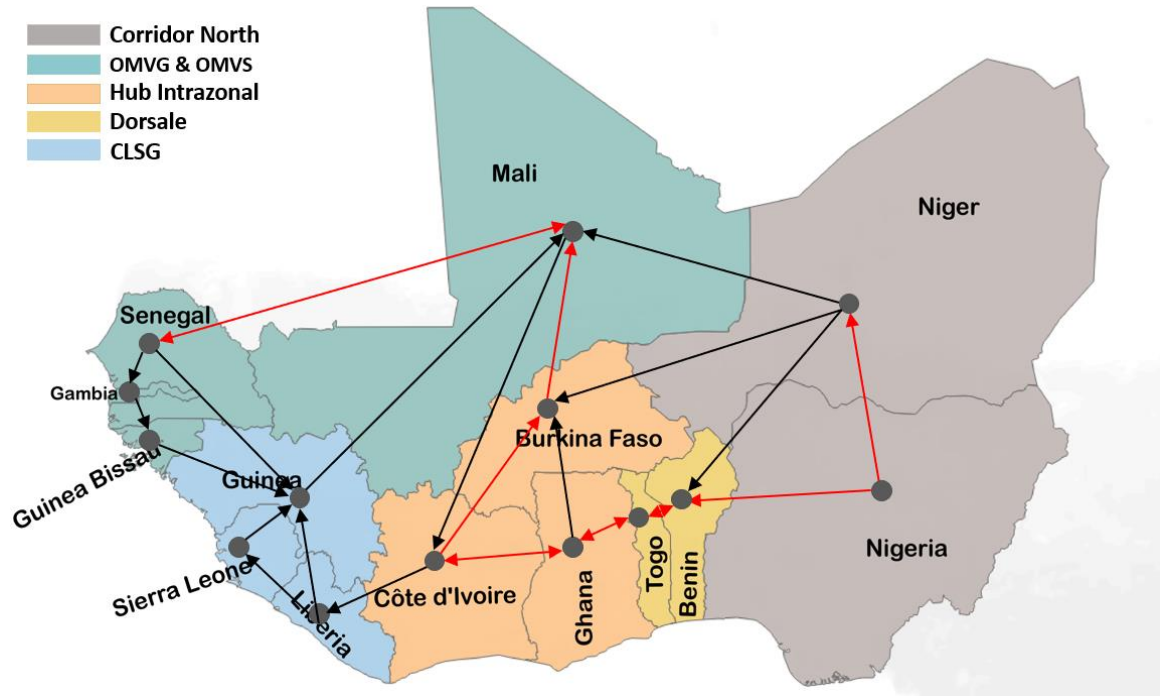 Corridor North
OMVG & OMVS
Hub Intrazonal
Dorsale
CLSG
Mali
Niger
Senegal
Gambia
Burkina Faso
Guinea Bissau
Guinea
Sierra Leone
Liberia
Côte d'Ivoire
Ghana
Togo
Benin
Nigeria